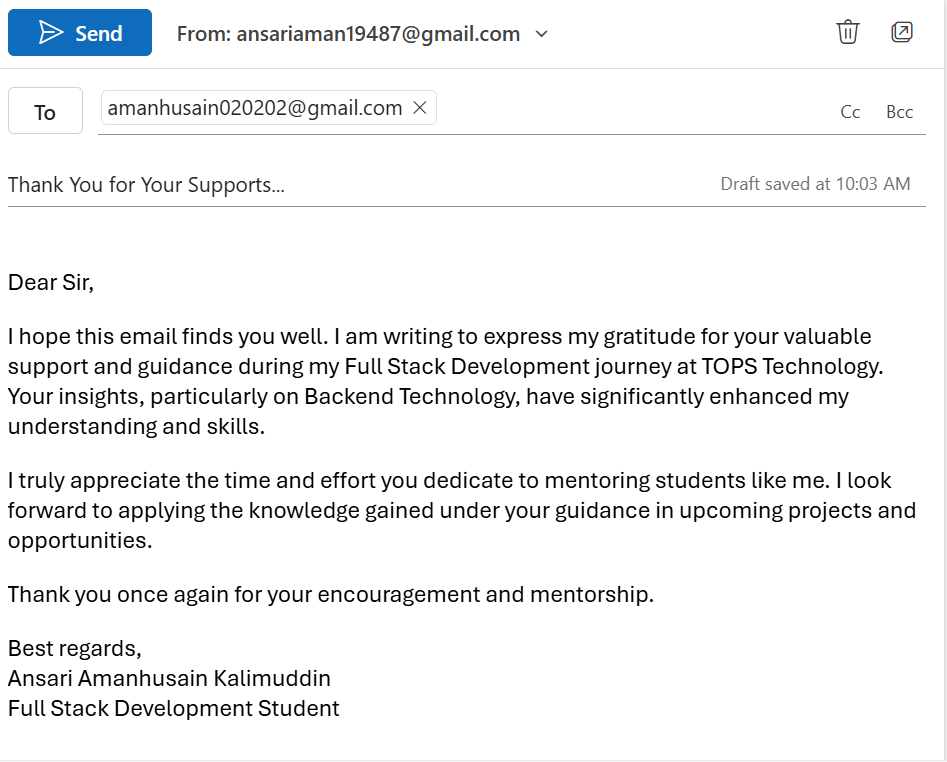 Send
From: ansariaman19487@gmail.com
To
amanhusain020202@gmail.com
Cc
Bcc
Thank You for Your Supports...
Draft saved at 10:03 AM
Dear Sir,
I hope this email finds you well. I am writing to express my gratitude for your valuable
support and guidance during my Full Stack Development journey at TOPS Technology.
Your insights, particularly on Backend Technology, have significantly enhanced my
understanding and skills.
I truly appreciate the time and effort you dedicate to mentoring students like me. I look
forward to applying the knowledge gained under your guidance in upcoming projects and
opportunities.
Thank you once again for your encouragement and mentorship.
Best regards,
Ansari Amanhusain Kalimuddin
Full Stack Development Student